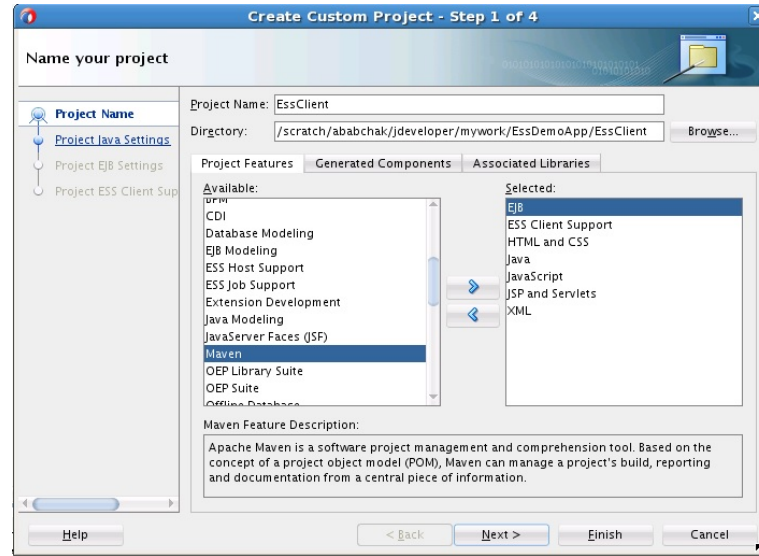 Create Custom Project - Step 1 of 4
Name your project
Project Name
Project Java Settings
Project EJB Settings
Project ESS Client Sup
Project Name: EssClient
Directory: /scratch/ababchak/jdeveloper/mywork/EssDemoApp/EssClient Browse...
Project Features Generated Components Associated Libraries
Available:
BPM
CDI
Database Modeling
EJB Modeling
ESS Host Support
ESS Job Support
Extension Development
Java Modeling
JavaServer Faces (JSF)
Maven
OEP Library Suite
OEP Suite
Offline Database
Selected:
EJB
ESS Client Support
HTML and CSS
Java
JavaScript
JSP and Servlets
XML
Maven Feature Description:
Apache Maven is a software project management and comprehension tool. Based on the
concept of a project object model (POM), Maven can manage a project's build, reporting
and documentation from a central piece of information.
Help < Back Next > Finish Cancel